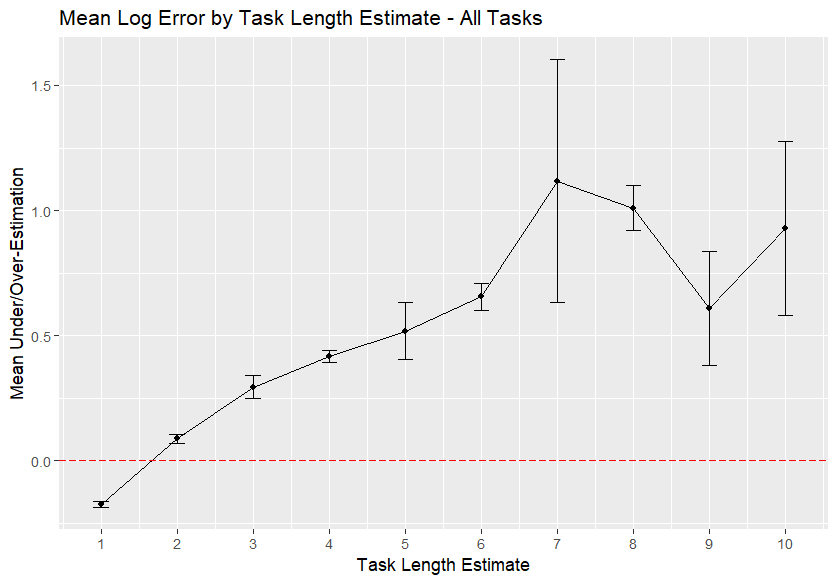 Mean Log Error by Task Length Estimate - All Tasks
Mean Under/Over-Estimation
1.5
1.0
0.5
0.0
1 2 3 4 5 6 7 8 9 10
Task Length Estimate